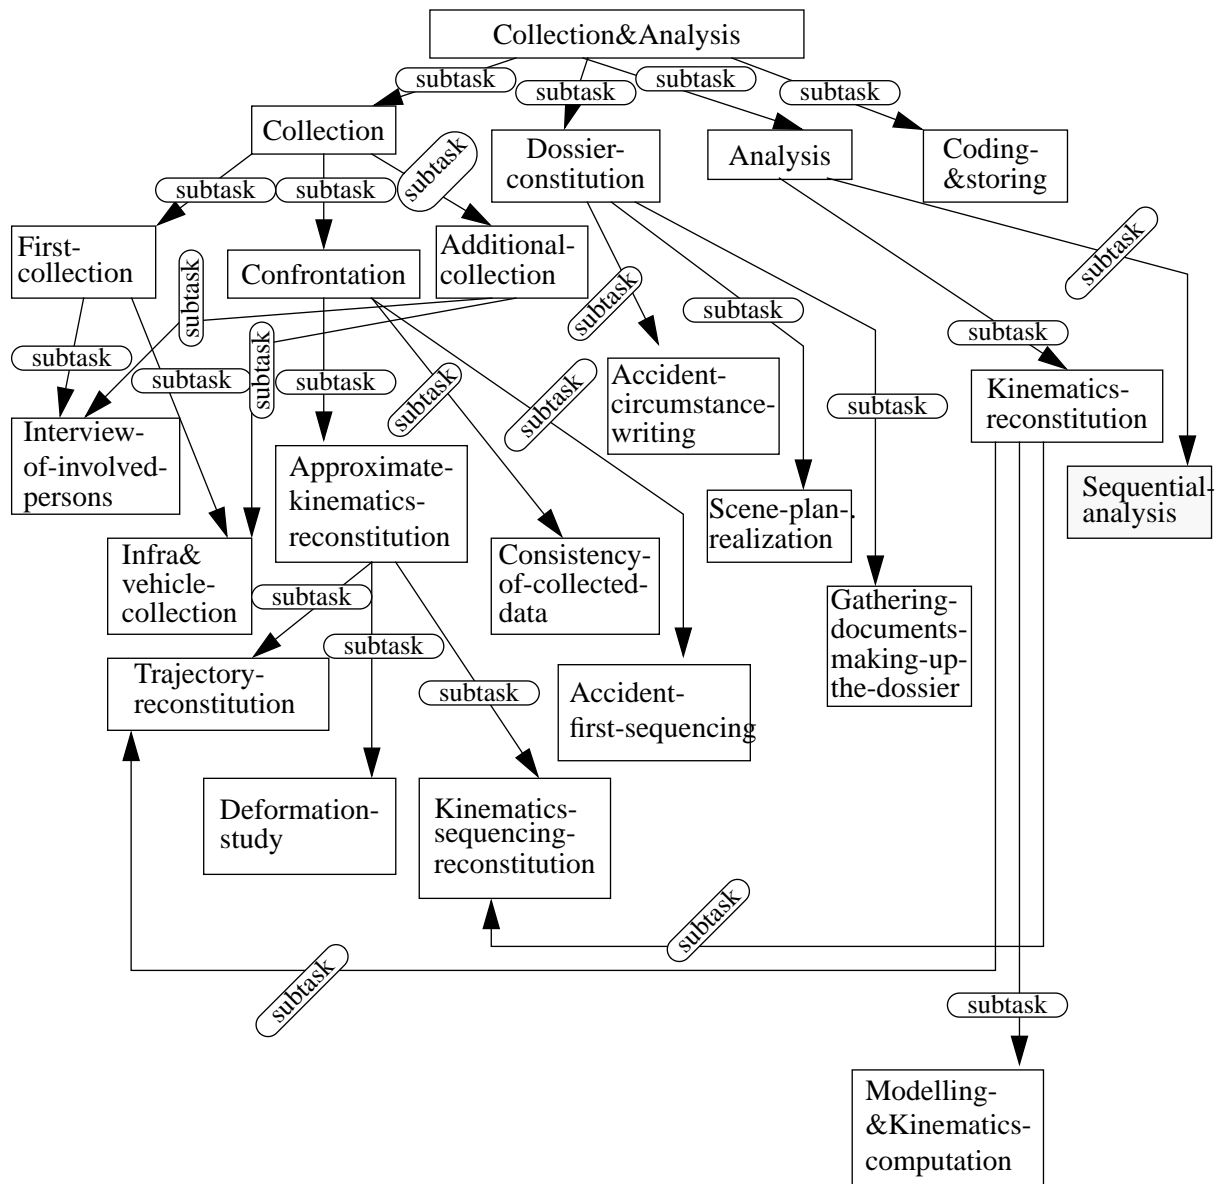 Collection&Analysis
subtask
subtask
subtask
subtask
Collection
Dossier-
constitution
Analysis
Coding-
&storing
subtask
subtask
subtask
subtask
First-
collection
Confrontation
Additional-
collection
subtask
subtask
subtask
subtask
subtask
subtask
subtask
subtask
subtask
subtask
subtask
subtask
Interview-
of-involved-
persons
Approximate-
kinematics-
reconstitution
Accident-
circumstance-
writing
Kinematics-
reconstitution
Sequential-
analysis
Scene-plan-.
realization
Infra&
vehicle-
collection
Consistency-
of-collected-
data
Gathering-
documents-
making-up-
the-dossier
subtask
subtask
subtask
Trajectory-
reconstitution
Accident-
first-sequencing
Deformation-
study
Kinematics-
sequencing-
reconstitution
subtask
subtask
subtask
Modelling-
&Kinematics-
computation